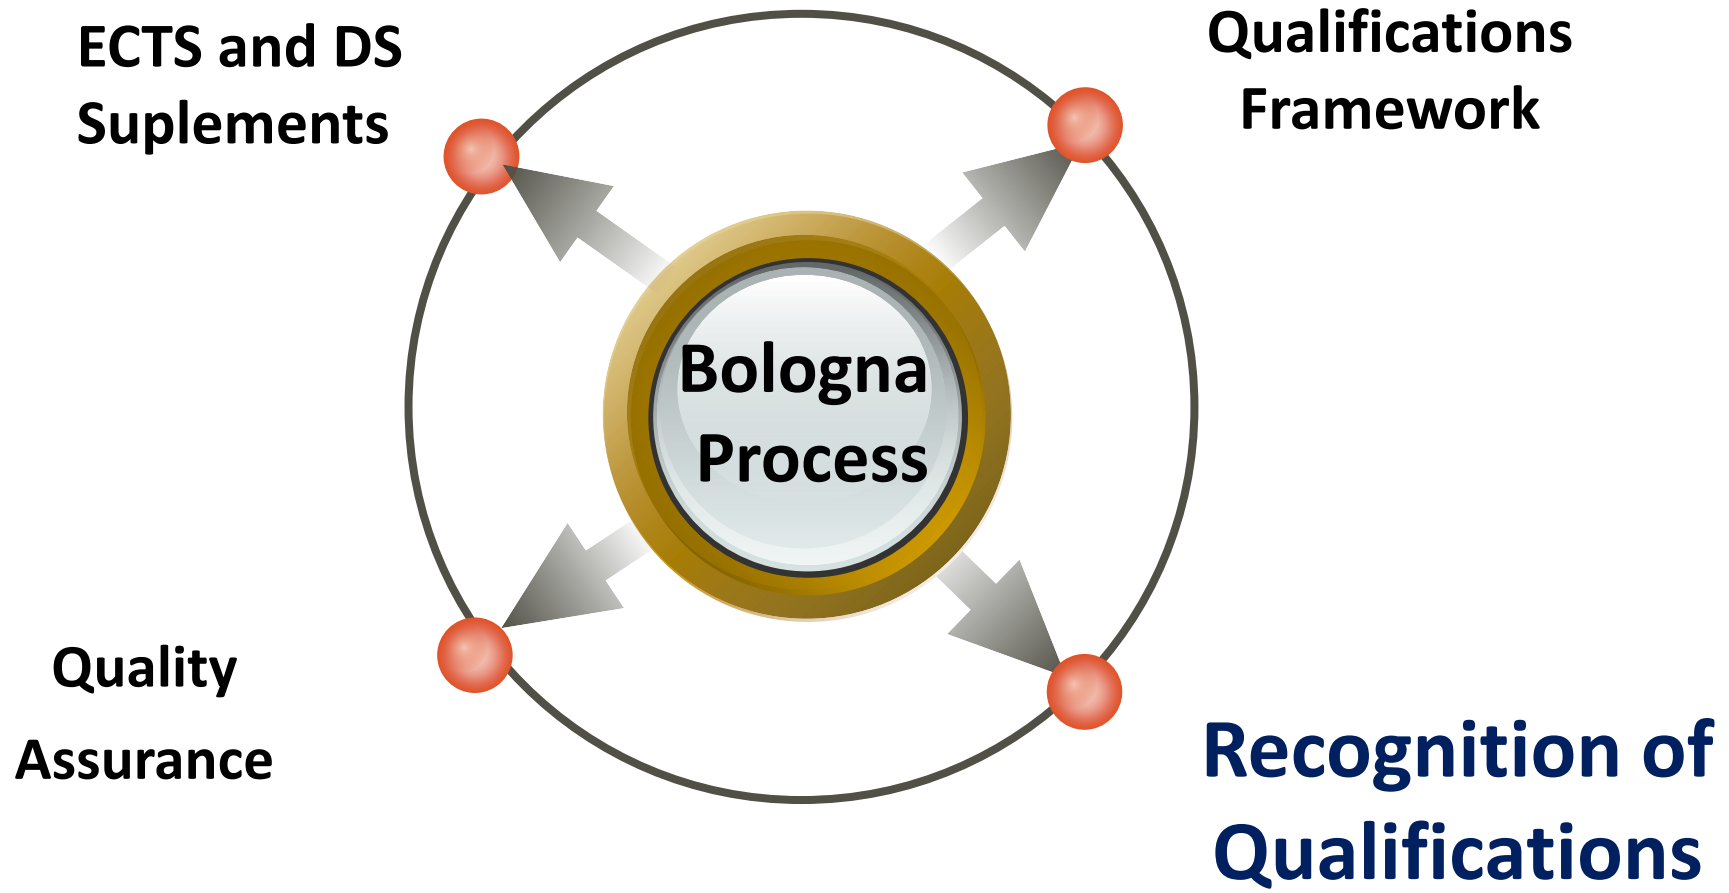 ECTS and DS
Suplements
Qualifications
Framework
Bologna
Process
Quality
Assurance
Recognition of
Qualifications